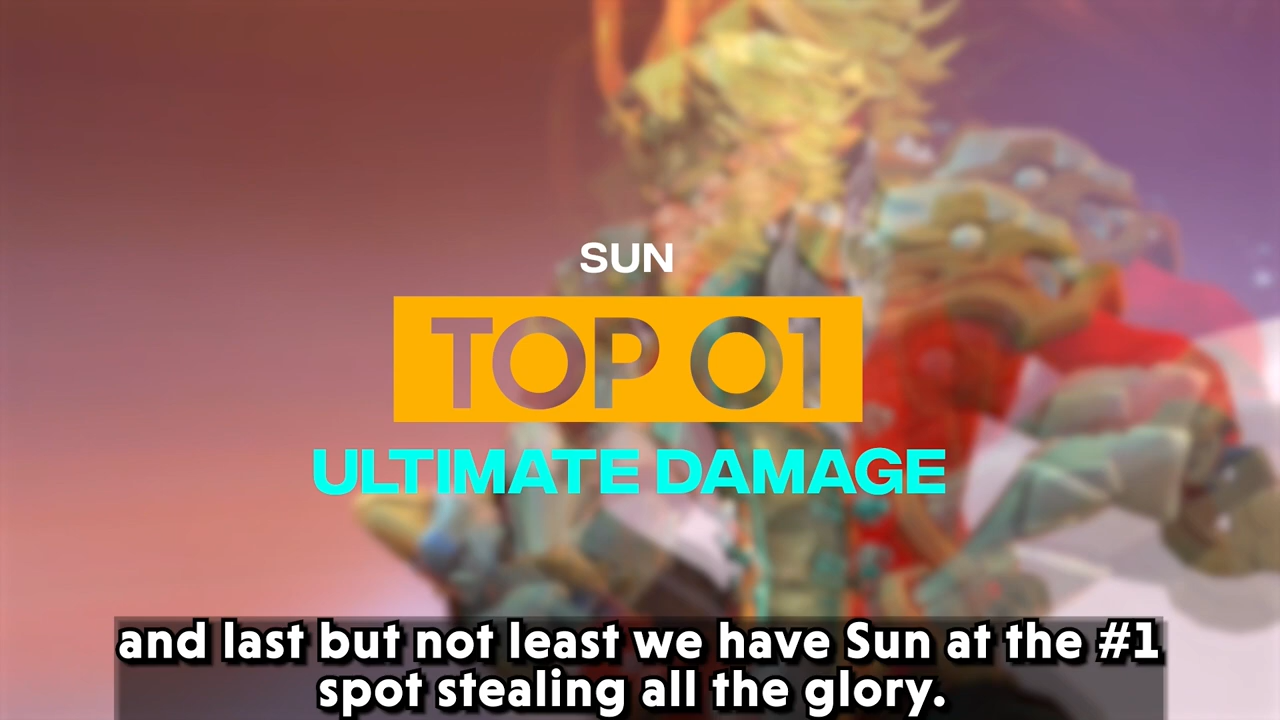 SUN
TOP 01
ULTIMATE DAMAGE
and last but not least we have Sun at the #1
spot stealing all the glory.